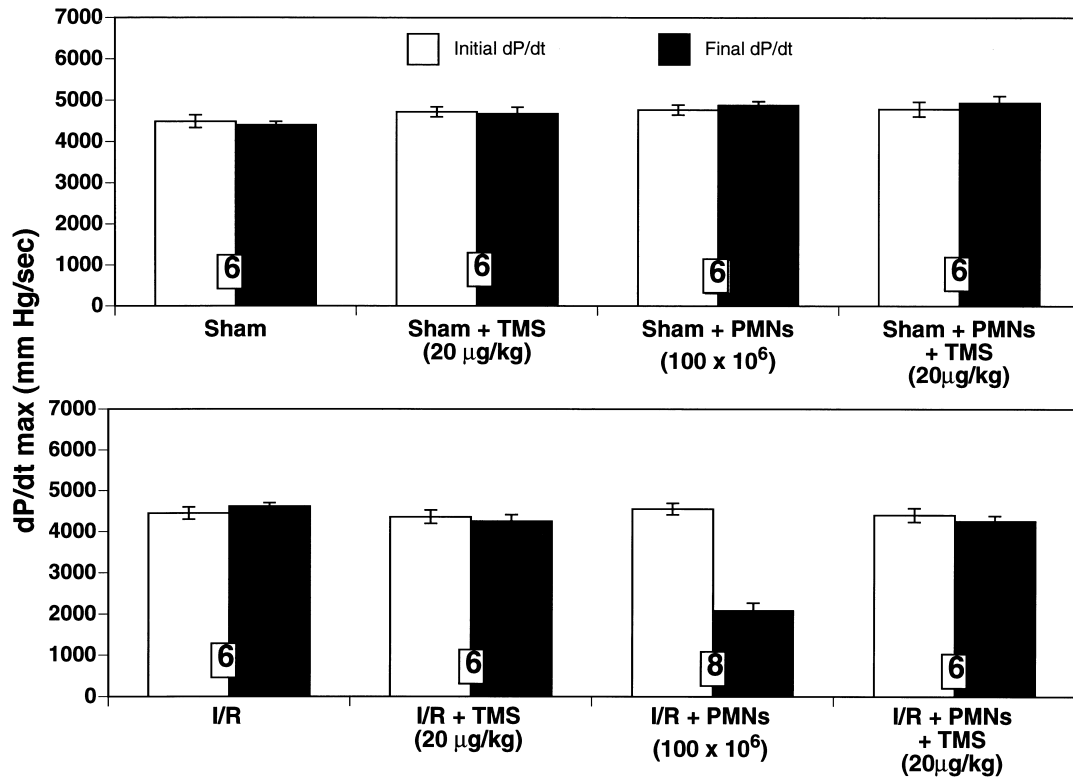 dP/dt max (mm Hg/sec)
7000
6000
5000
4000
3000
2000
1000
0
Initial dP/dt
Final dP/dt
6
6
6
6
Sham
Sham + TMS
(20 μg/kg)
Sham + PMNs
(100 x 10⁶)
Sham + PMNs
+ TMS
(20μg/kg)
7000
6000
5000
4000
3000
2000
1000
0
6
6
8
6
I/R
I/R + TMS
(20 μg/kg)
I/R + PMNs
(100 x 10⁶)
I/R + PMNs
+ TMS
(20μg/kg)